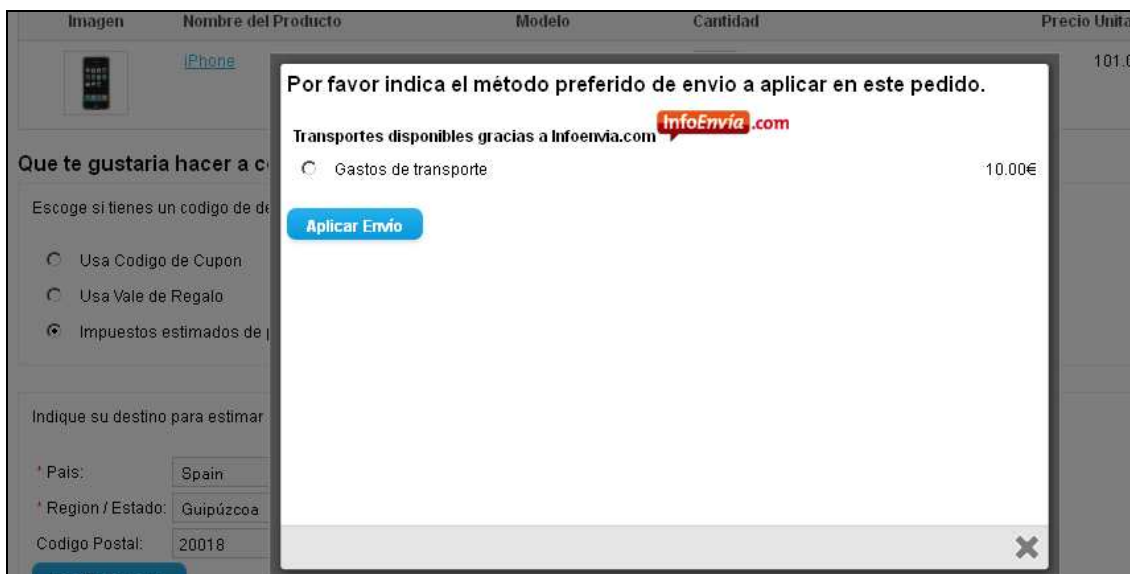 Imagen Nombre del Producto Modelo Cantidad Precio
iPhone 101.
Por favor indica el método preferido de envio a aplicar en este pedido.
Transportes disponibles gracias a Infoenvia.com InfoEnvía.com
Gastos de transporte 10.00€
Aplicar Envío
Que te gustaria hacer a
Escoge si tienes un codigo de
Usa Codigo de Cupon
Usa Vale de Regalo
Impuestos estimados de
Indique su destino para estimar
* Pais: Spain
* Region / Estado: Guipúzcoa
Codigo Postal: 20018